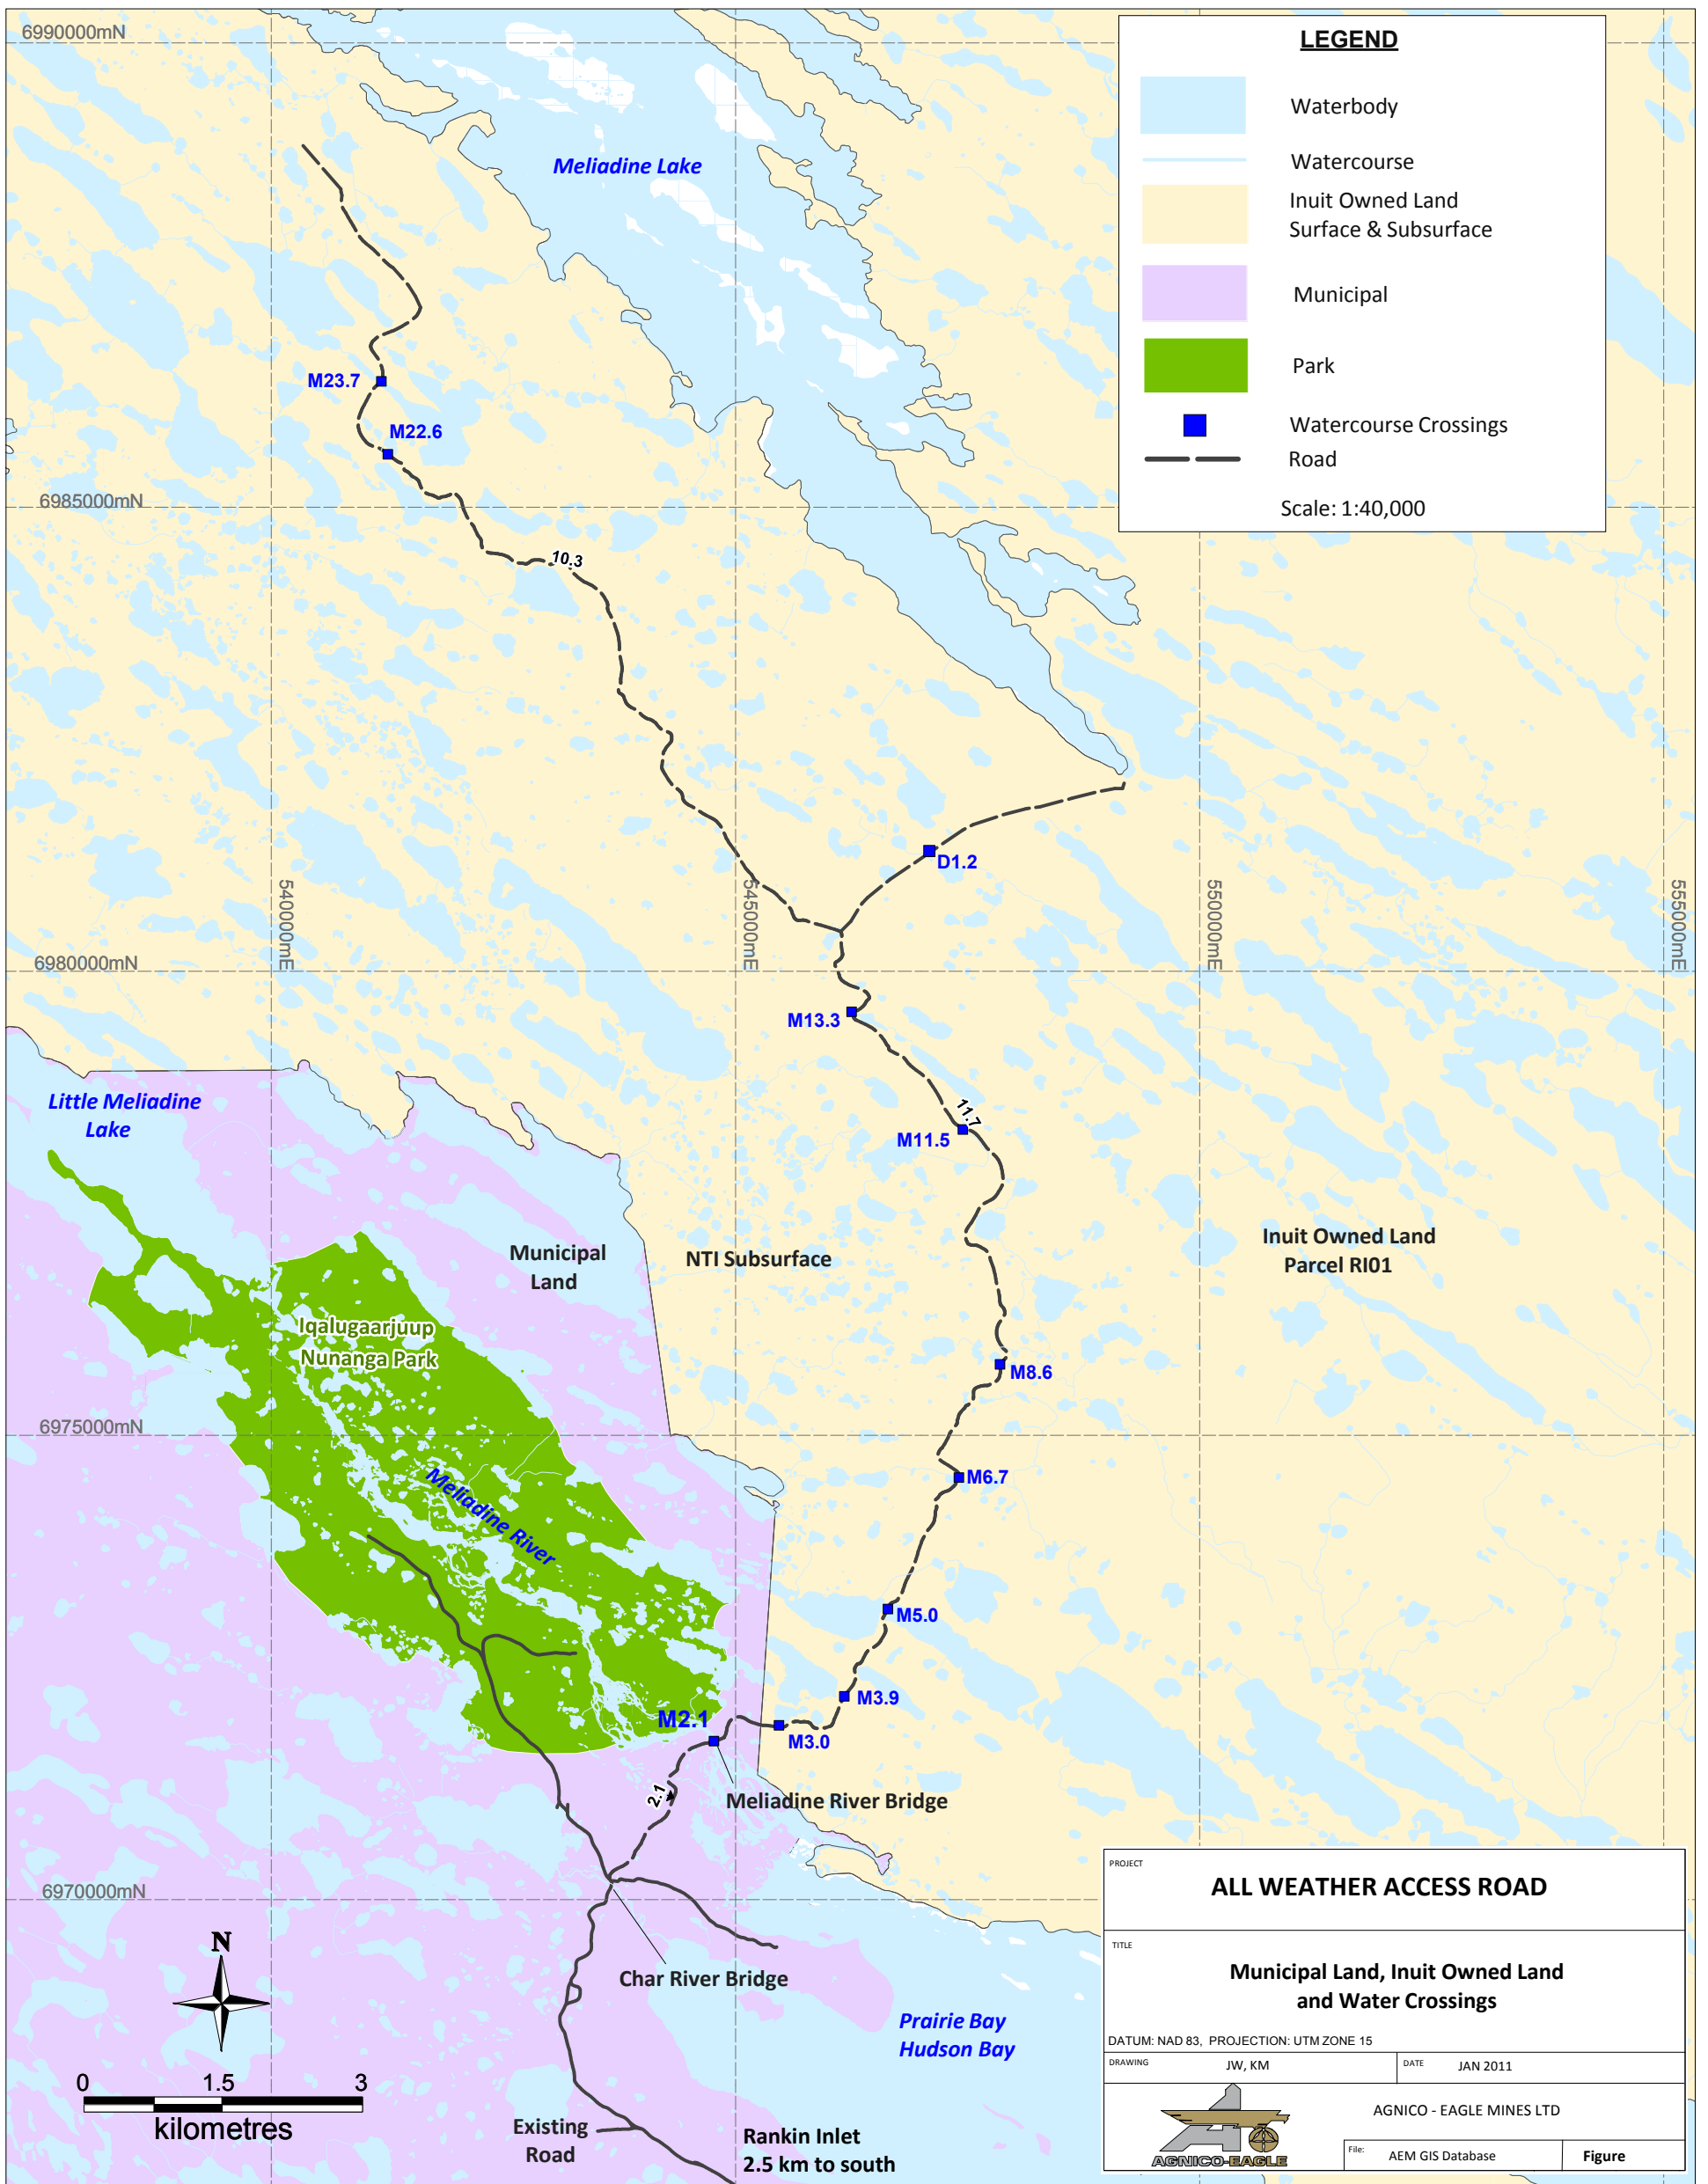 6990000mN
LEGEND
Waterbody
Meliadine Lake
Watercourse
Inuit Owned Land
Surface & Subsurface
Municipal
Park
M23.7
M22.6
Watercourse Crossings
Road
6985000mN
Scale: 1:40,000
10.3
D1.2
540000mE
545000mE
550000mE
555000mE
6980000mN
M13.3
Little Meliadine
Lake
11.7
M11.5
Municipal
Land
NTI Subsurface
Inuit Owned Land
Parcel RI01
Iqalugaarjuup
Nunanga Park
M8.6
6975000mN
Meliadine River
M6.7
M5.0
M3.9
M2.1
M3.0
2.1
Meliadine River Bridge
6970000mN
N
Char River Bridge
Prairie Bay
Hudson Bay
0 1.5 3
kilometres
Existing
Road
Rankin Inlet
2.5 km to south
PROJECT
ALL WEATHER ACCESS ROAD
TITLE
Municipal Land, Inuit Owned Land
and Water Crossings
DATUM: NAD 83, PROJECTION: UTM ZONE 15
DRAWING JW, KM DATE JAN 2011
AGNICO - EAGLE MINES LTD
AGNICO-EAGLE
File: AEM GIS Database Figure